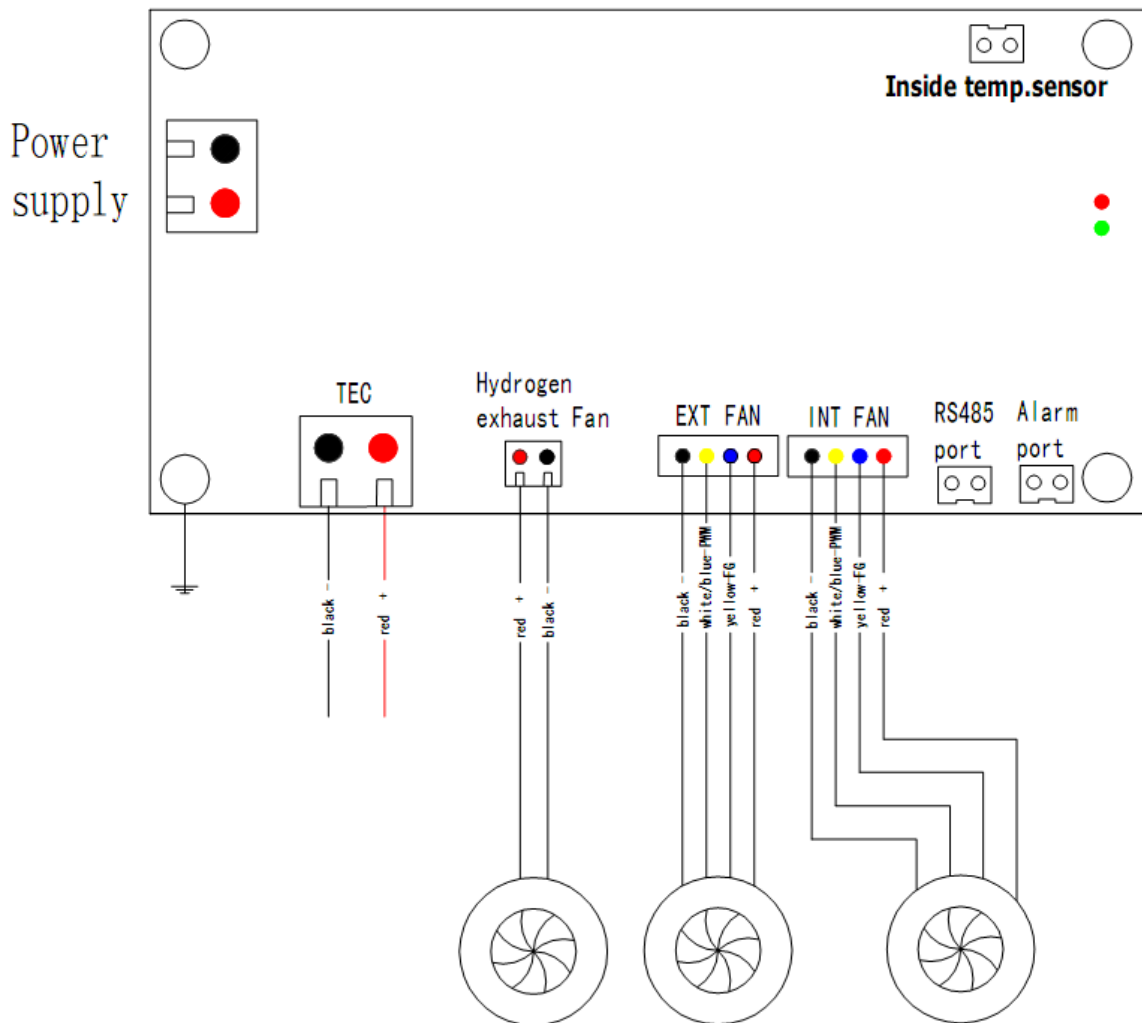 Inside temp.sensor
Power
supply
TEC
Hydrogen
exhaust Fan
EXT FAN
INT FAN
RS485
port
Alarm
port
black -
red +
red +
black -
black -
white/blue-PWM
yellow-FG
red +
black -
white/blue-PWM
yellow-FG
red +